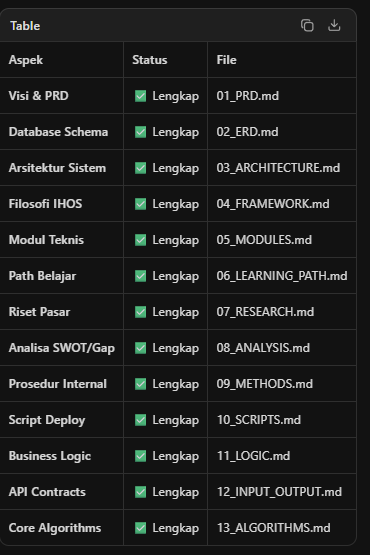 Table
Aspek Status File
Visi & PRD ✅ Lengkap 01_PRD.md
Database Schema ✅ Lengkap 02_ERD.md
Arsitektur Sistem ✅ Lengkap 03_ARCHITECTURE.md
Filosofi IHOS ✅ Lengkap 04_FRAMEWORK.md
Modul Teknis ✅ Lengkap 05_MODULES.md
Path Belajar ✅ Lengkap 06_LEARNING_PATH.md
Riset Pasar ✅ Lengkap 07_RESEARCH.md
Analisa SWOT/Gap ✅ Lengkap 08_ANALYSIS.md
Prosedur Internal ✅ Lengkap 09_METHODS.md
Script Deploy ✅ Lengkap 10_SCRIPTS.md
Business Logic ✅ Lengkap 11_LOGIC.md
API Contracts ✅ Lengkap 12_INPUT_OUTPUT.md
Core Algorithms ✅ Lengkap 13_ALGORITHMS.md